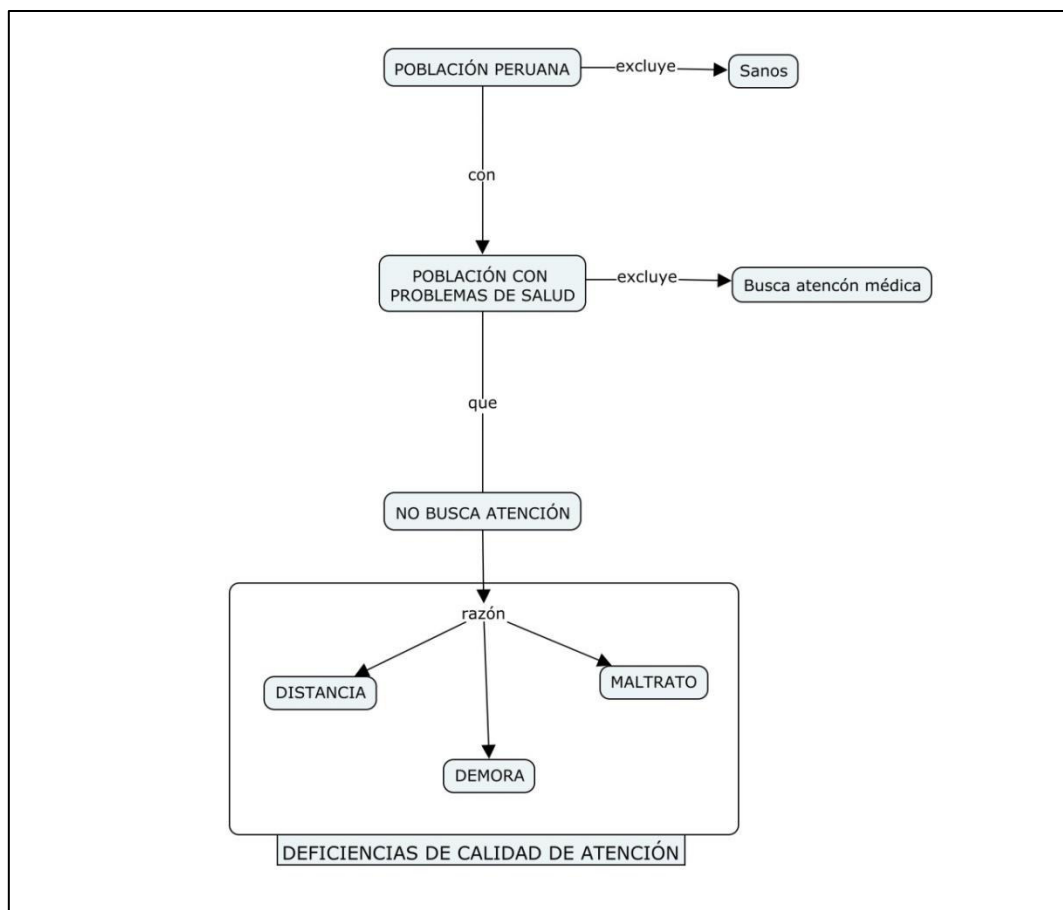 POBLACIÓN PERUANA
excluye
Sanos
con
POBLACIÓN CON
PROBLEMAS DE SALUD
excluye
Busca atencón médica
que
NO BUSCA ATENCIÓN
razón
DISTANCIA
MALTRATO
DEMORA
DEFICIENCIAS DE CALIDAD DE ATENCIÓN